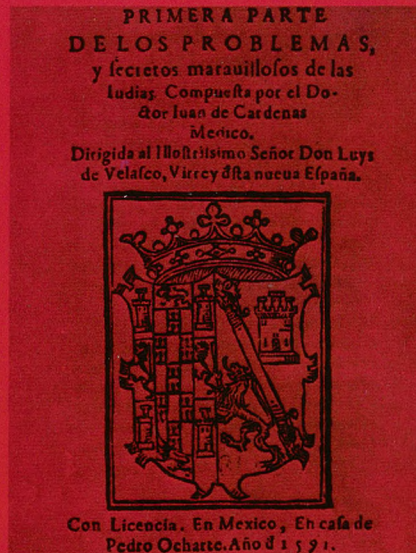 PRIMERA PARTE
DE LOS PROBLEMAS,
y ſecretos marauilloſos de las
Indias. Compueſta por el Do-
ctor Iuan de Cardenas
Medico.
Dirigida al Illuſtriſsimo Señor Don Luys
de Velaſco, Virrey đſta nueua Eſpaña.
Con Licencia. En Mexico, En caſa de
Pedro Ocharte. Año đ 1591.